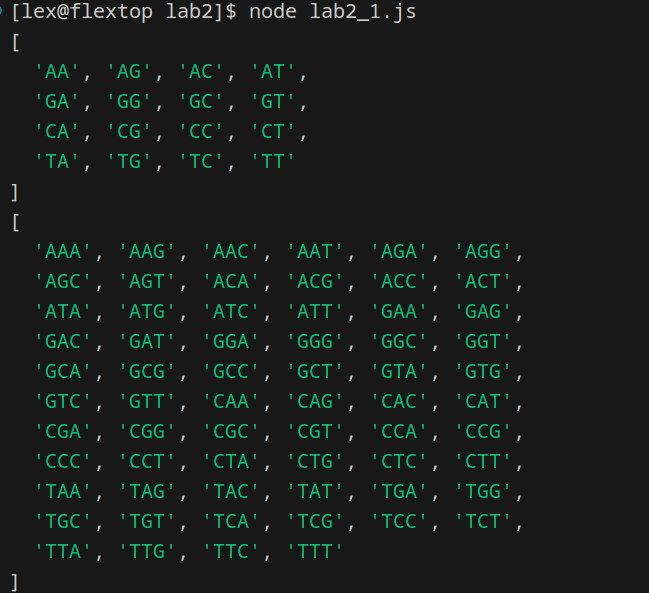 [lex@flextop lab2]$ node lab2_1.js
[
  'AA', 'AG', 'AC', 'AT',
  'GA', 'GG', 'GC', 'GT',
  'CA', 'CG', 'CC', 'CT',
  'TA', 'TG', 'TC', 'TT'
]
[
  'AAA', 'AAG', 'AAC', 'AAT', 'AGA', 'AGG',
  'AGC', 'AGT', 'ACA', 'ACG', 'ACC', 'ACT',
  'ATA', 'ATG', 'ATC', 'ATT', 'GAA', 'GAG',
  'GAC', 'GAT', 'GGA', 'GGG', 'GGC', 'GGT',
  'GCA', 'GCG', 'GCC', 'GCT', 'GTA', 'GTG',
  'GTC', 'GTT', 'CAA', 'CAG', 'CAC', 'CAT',
  'CGA', 'CGG', 'CGC', 'CGT', 'CCA', 'CCG',
  'CCC', 'CCT', 'CTA', 'CTG', 'CTC', 'CTT',
  'TAA', 'TAG', 'TAC', 'TAT', 'TGA', 'TGG',
  'TGC', 'TGT', 'TCA', 'TCG', 'TCC', 'TCT',
  'TTA', 'TTG', 'TTC', 'TTT'
]